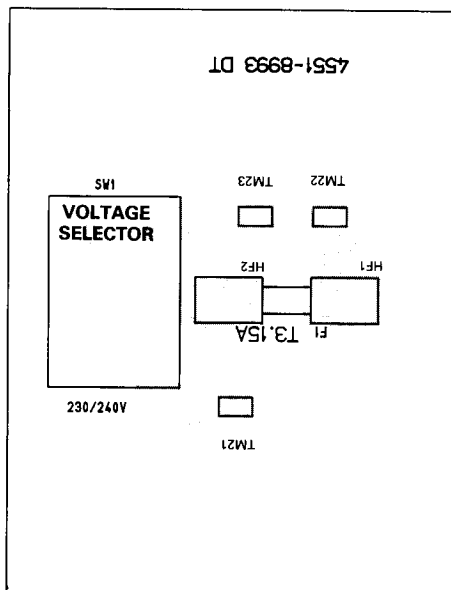 4551-8993 DT
SW1
TM23
TM22
VOLTAGE
SELECTOR
HF2
HF1
T3.15A
F1
230/240V
TM21